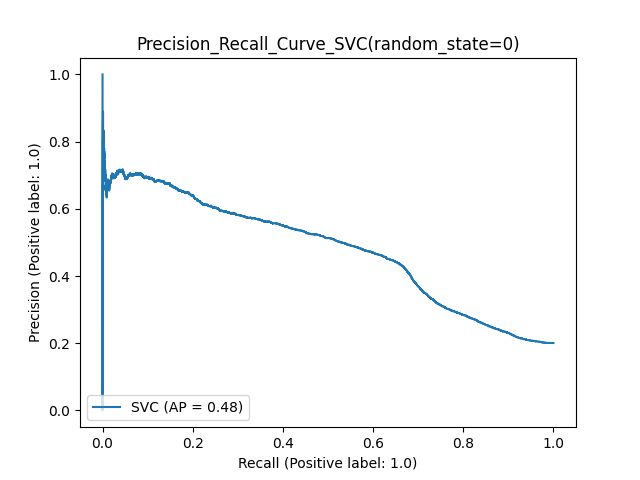 Precision_Recall_Curve_SVC(random_state=0)
1.0
0.8
0.6
0.4
0.2
0.0
Precision (Positive label: 1.0)
SVC (AP = 0.48)
0.0 0.2 0.4 0.6 0.8 1.0
Recall (Positive label: 1.0)